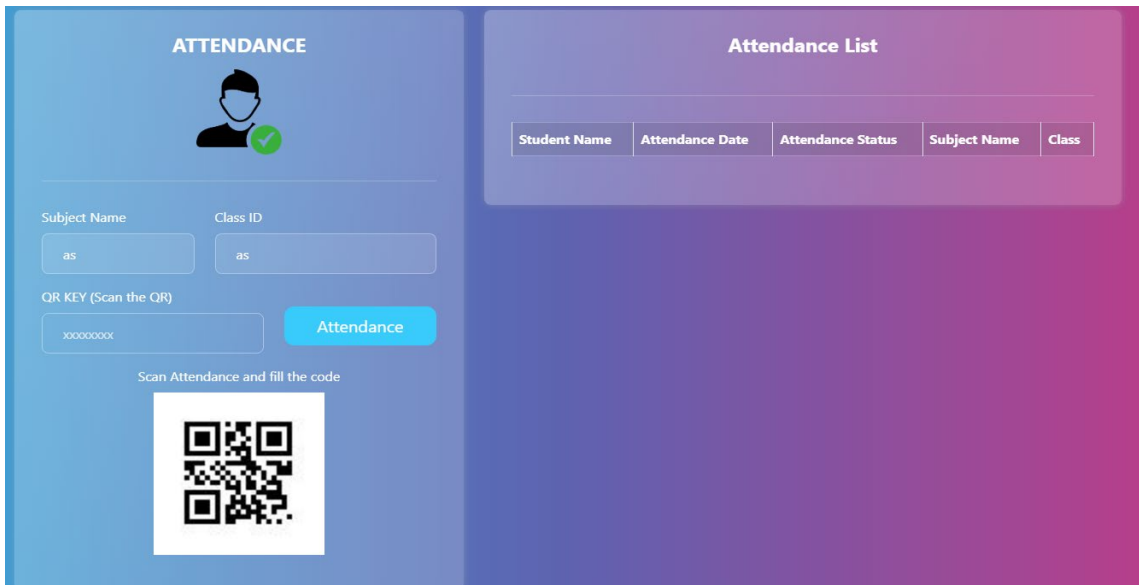 ATTENDANCE
Subject Name Class ID
as as
QR KEY (Scan the QR)
xxxxxxxx Attendance
Scan Attendance and fill the code
Attendance List
Student Name Attendance Date Attendance Status Subject Name Class